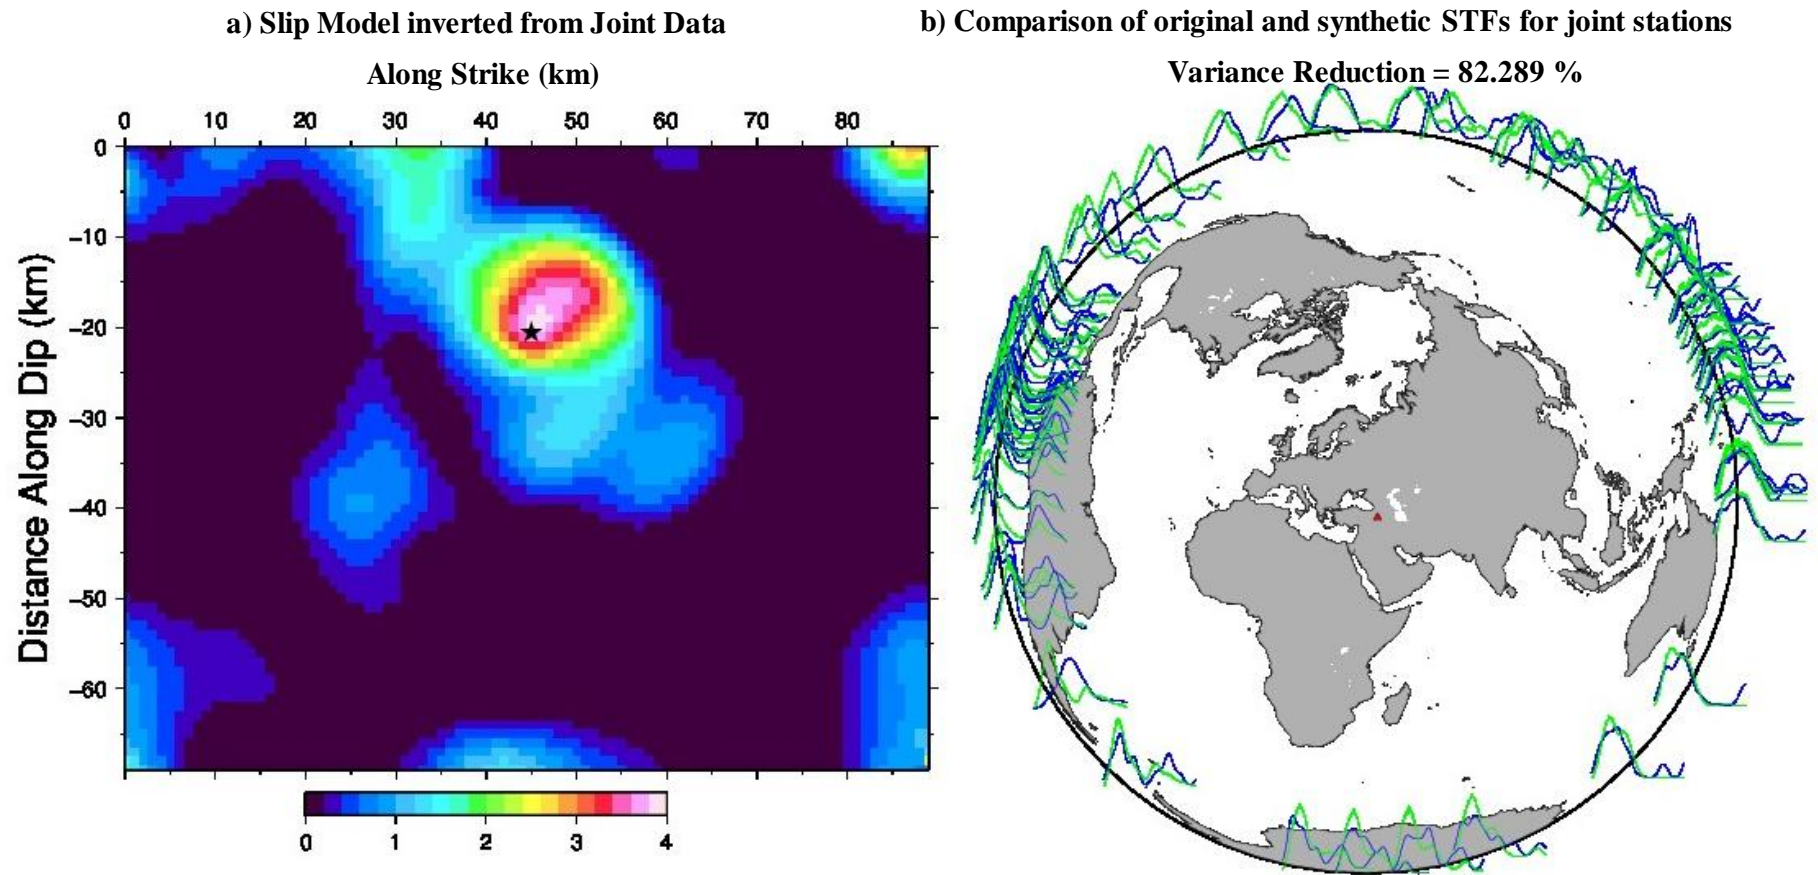 a) Slip Model inverted from Joint Data
Along Strike (km)
0 10 20 30 40 50 60 70 80
Distance Along Dip (km)
0
−10
−20
−30
−40
−50
−60
0 1 2 3 4
b) Comparison of original and synthetic STFs for joint stations
Variance Reduction = 82.289 %